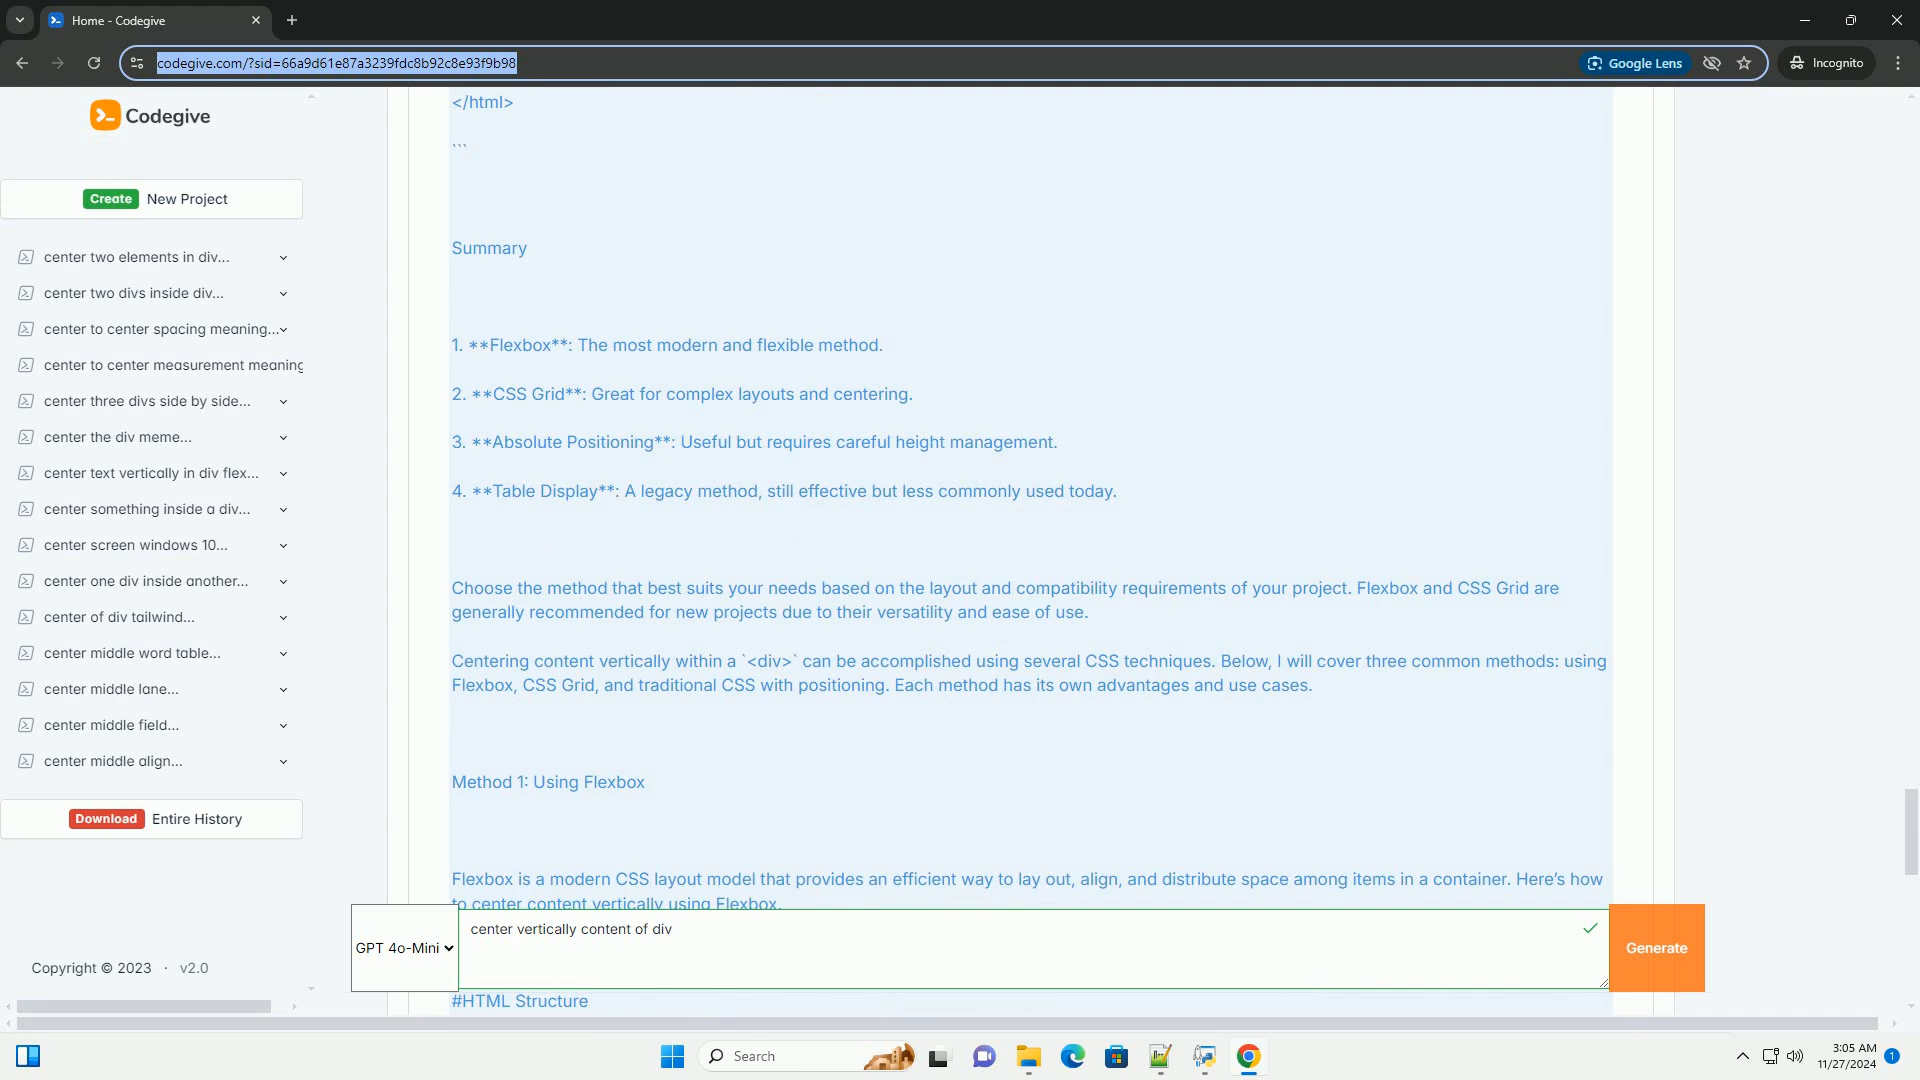 Home - Codegive
codegive.com/?sid=66a9d61e87a3239fdc8b92c8e93f9b98
Google Lens
Incognito
Codegive
Create New Project
center two elements in div...
center two divs inside div...
center to center spacing meaning...
center to center measurement meaning
center three divs side by side...
center the div meme...
center text vertically in div flex...
center something inside a div...
center screen windows 10...
center one div inside another...
center of div tailwind...
center middle word table...
center middle lane...
center middle field...
center middle align...
Download Entire History
Copyright © 2023 · v2.0
</html>
```
Summary
1. **Flexbox**: The most modern and flexible method.
2. **CSS Grid**: Great for complex layouts and centering.
3. **Absolute Positioning**: Useful but requires careful height management.
4. **Table Display**: A legacy method, still effective but less commonly used today.
Choose the method that best suits your needs based on the layout and compatibility requirements of your project. Flexbox and CSS Grid are
generally recommended for new projects due to their versatility and ease of use.
Centering content vertically within a `<div>` can be accomplished using several CSS techniques. Below, I will cover three common methods: using
Flexbox, CSS Grid, and traditional CSS with positioning. Each method has its own advantages and use cases.
Method 1: Using Flexbox
Flexbox is a modern CSS layout model that provides an efficient way to lay out, align, and distribute space among items in a container. Here’s how
to center content vertically using Flexbox.
GPT 4o-Mini
center vertically content of div
Generate
#HTML Structure
Search
3:05 AM
11/27/2024
1